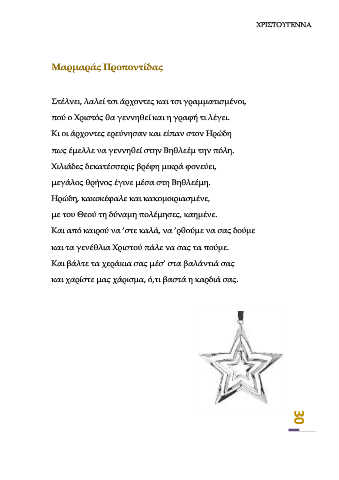 ΧΡΙΣΤΟΥΓΕΝΝΑ
Μαρμαράς Προποντίδας
Στέλνει, λαλεί τσι άρχοντες και τσι γραμματισμένοι,
πού ο Χριστός θα γεννηθεί και η γραφή τι λέγει.
Κι οι άρχοντες ερεύνησαν και είπαν στον Ηρώδη
πως έμελλε να γεννηθεί στην Βηθλεέμ την πόλη.
Χιλιάδες δεκατέσσερις βρέφη μικρά φονεύει,
μεγάλος θρήνος έγινε μέσα στη Βηθλεέμη.
Ηρώδη, κακοκέφαλε και κακομοιριασμένε,
με του Θεού τη δύναμη πολέμησες, καημένε.
Και από καιρού να ’στε καλά, να ’ρθούμε να σας δούμε
και τα γενέθλια Χριστού πάλε να σας τα πούμε.
Και βάλτε τα χεράκια σας μέσ’ στα βαλάντιά σας
και χαρίστε μας χάρισμα, ό,τι βαστά η καρδιά σας.
30